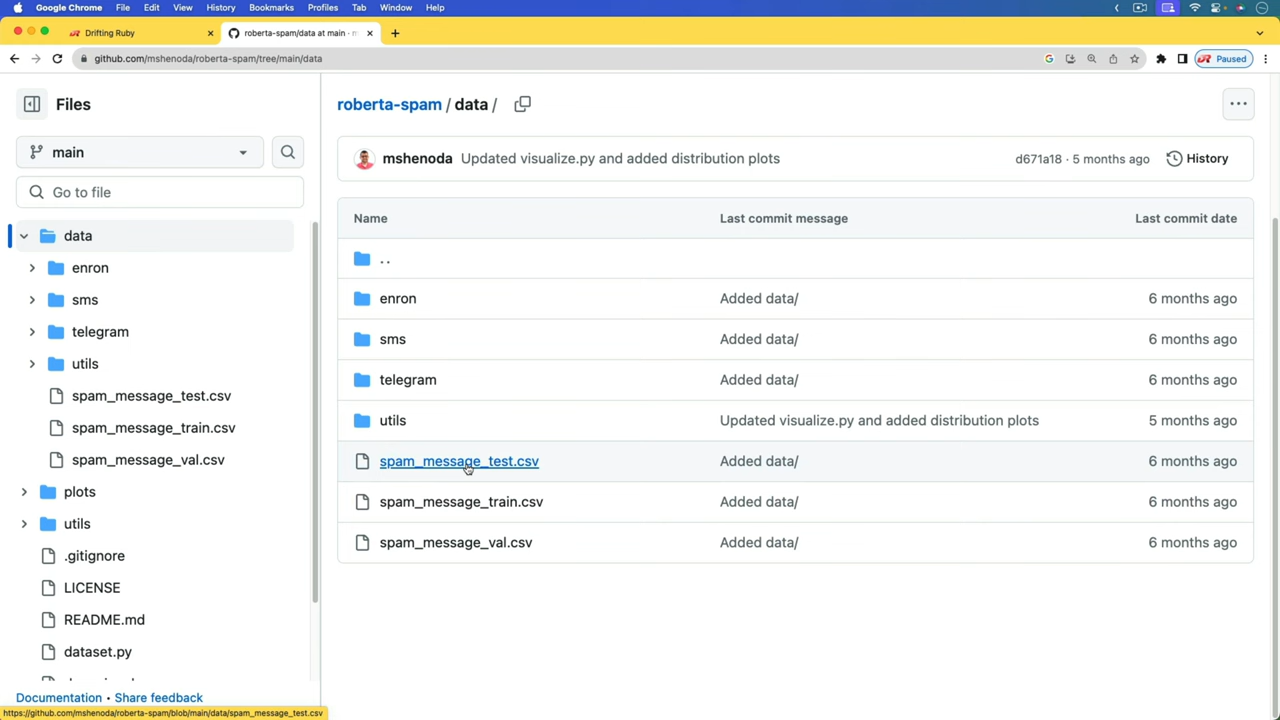 Google Chrome File Edit View History Bookmarks Profiles Tab Window Help
Drifting Ruby roberta-spam/data at main · m
github.com/mshenoda/roberta-spam/tree/main/data Paused
Files
main
Go to file
data
enron
sms
telegram
utils
spam_message_test.csv
spam_message_train.csv
spam_message_val.csv
plots
utils
.gitignore
LICENSE
README.md
dataset.py
Documentation • Share feedback
https://github.com/mshenoda/roberta-spam/blob/main/data/spam_message_test.csv
roberta-spam / data /
mshenoda Updated visualize.py and added distribution plots d671a18 · 5 months ago History
Name Last commit message Last commit date
..
enron Added data/ 6 months ago
sms Added data/ 6 months ago
telegram Added data/ 6 months ago
utils Updated visualize.py and added distribution plots 5 months ago
spam_message_test.csv Added data/ 6 months ago
spam_message_train.csv Added data/ 6 months ago
spam_message_val.csv Added data/ 6 months ago